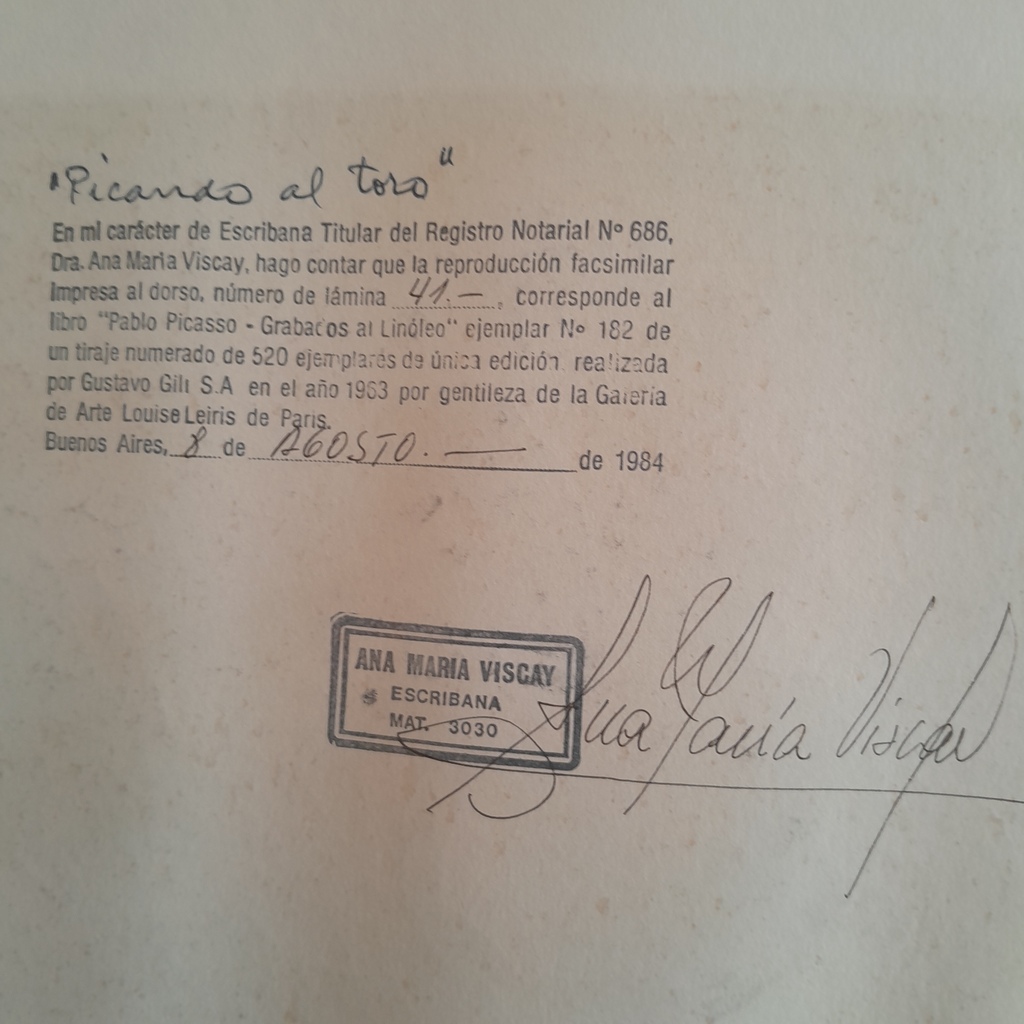 "Picando al toro"
En mi carácter de Escribana Titular del Registro Notarial Nº 686,
Dra. Ana Maria Viscay, hago contar que la reproducción facsimilar
impresa al dorso, número de lámina 41.—, corresponde al
libro "Pablo Picasso - Grabados al Linóleo" ejemplar Nº 182 de
un tiraje numerado de 520 ejemplares de única edición, realizada
por Gustavo Gili S.A en el año 1963 por gentileza de la Galeria
de Arte Louise Leiris de Paris.
Buenos Aires, 8 de AGOSTO.— de 1984
ANA MARIA VISCAY
ESCRIBANA
MAT. 3030
Ana María Viscay